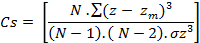 Cs = [ N .∑(z − z_m)^3 / (N − 1). ( N − 2). σz^3 ]